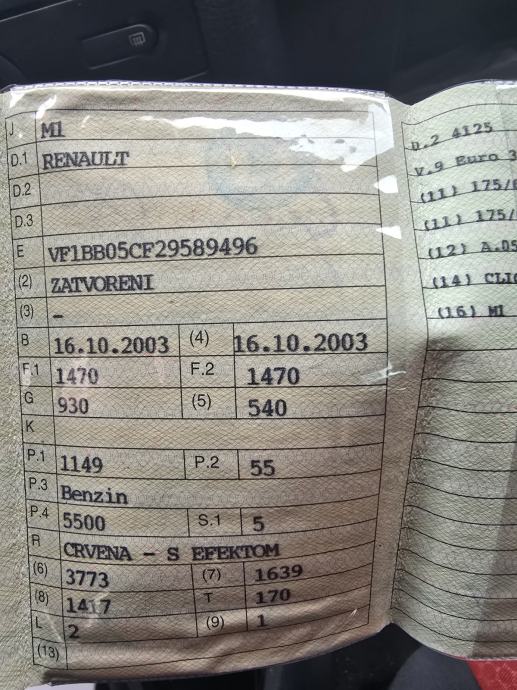 J M1
D.1 RENAULT
D.2
D.3
E VF1BB05CF29589496
(2) ZATVORENI
(3) –
B 16.10.2003 (4) 16.10.2003
F.1 1470 F.2 1470
G 930 (5) 540
K
P.1 1149 P.2 55
P.3 Benzin
P.4 5500 S.1 5
R CRVENA - S EFEKTOM
(6) 3773 (7) 1639
(8) 1417 T 170
L 2 (9) 1
(13)
D.2 4125
V.9 Euro 3
(11) 175/
(11) 175/
(12) A.D5
(14) CLIO
(16) M1